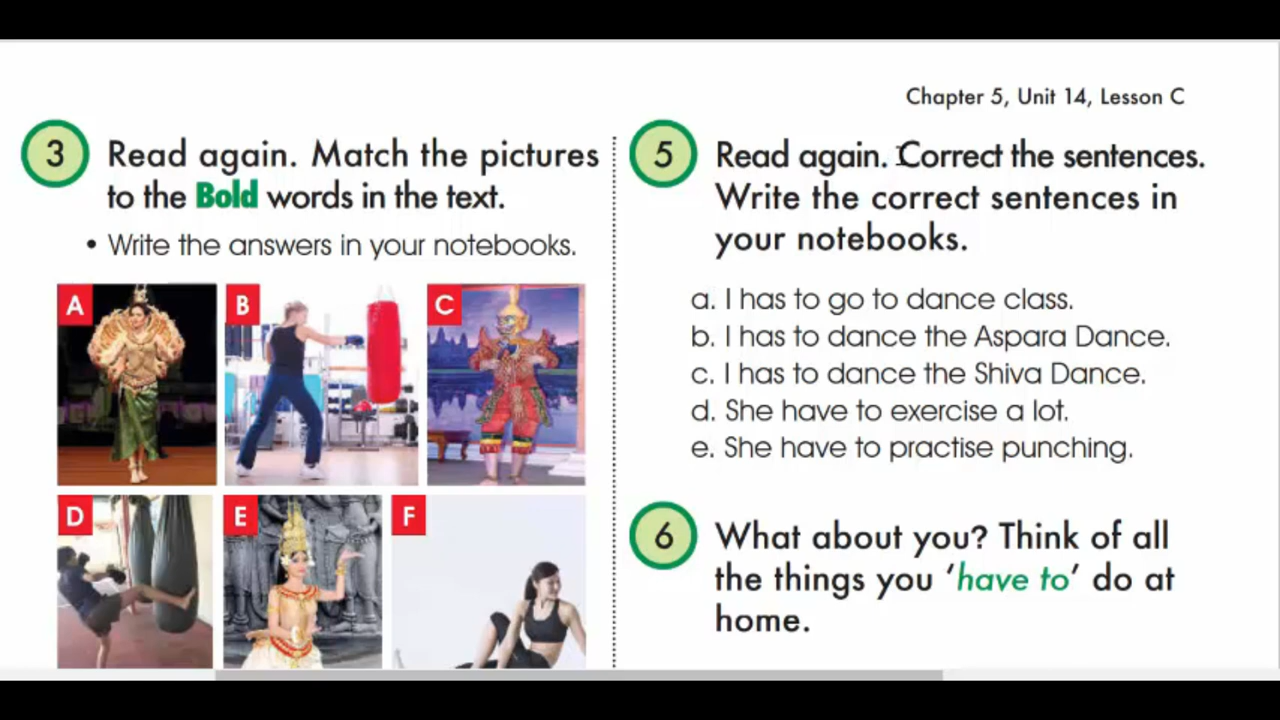 Chapter 5, Unit 14, Lesson C
3
Read again. Match the pictures
to the Bold words in the text.
• Write the answers in your notebooks.
A
B
C
D
E
F
5
Read again. Correct the sentences.
Write the correct sentences in
your notebooks.
a. I has to go to dance class.
b. I has to dance the Aspara Dance.
c. I has to dance the Shiva Dance.
d. She have to exercise a lot.
e. She have to practise punching.
6
What about you? Think of all
the things you ‘have to’ do at
home.